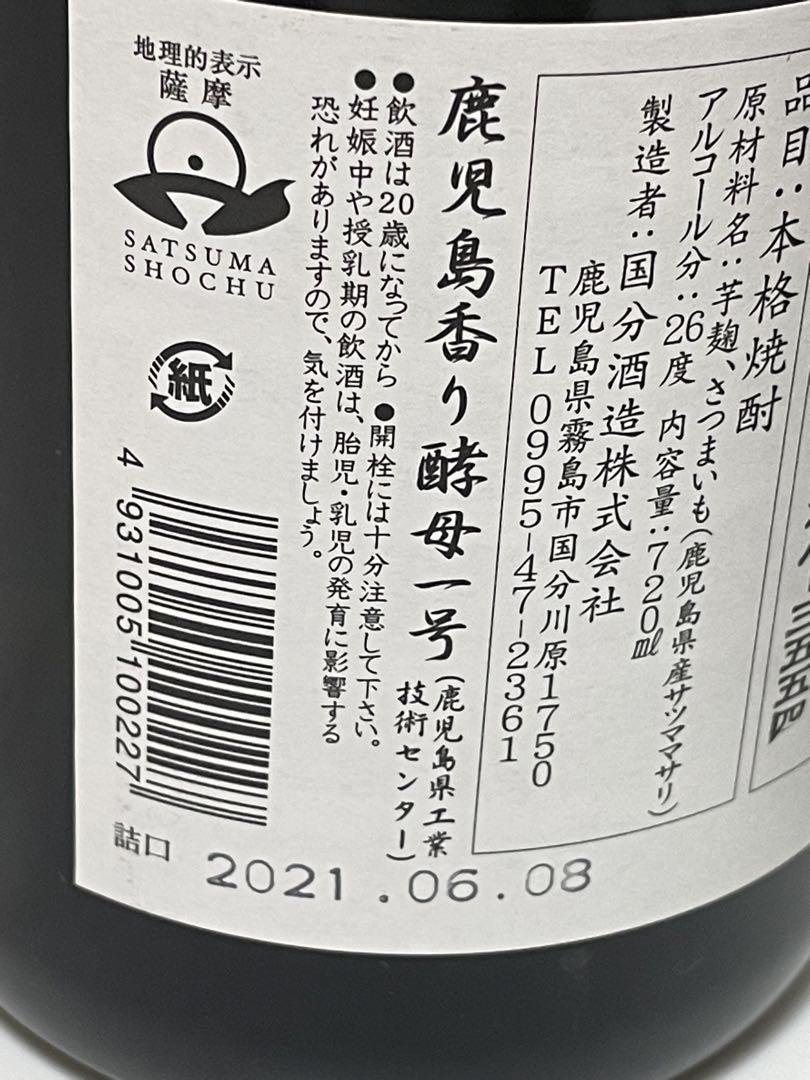 品目：本格焼酎
原材料名：芋麹、さつまいも（鹿児島県産サツママサリ）
アルコール分：26度 内容量：720㎖
製造者：国分酒造株式会社
鹿児島県霧島市国分川原1750
TEL 0995-47-2361
鹿児島香り酵母一号（鹿児島県工業
技術センター）
●飲酒は20歳になってから ●開栓には十分注意して下さい。
●妊娠中や授乳期の飲酒は、胎児・乳児の発育に影響する
恐れがありますので、気を付けましょう。
地理的表示
薩摩
SATSUMA
SHOCHU
紙
4 931005 100227
詰口 2021.06.08